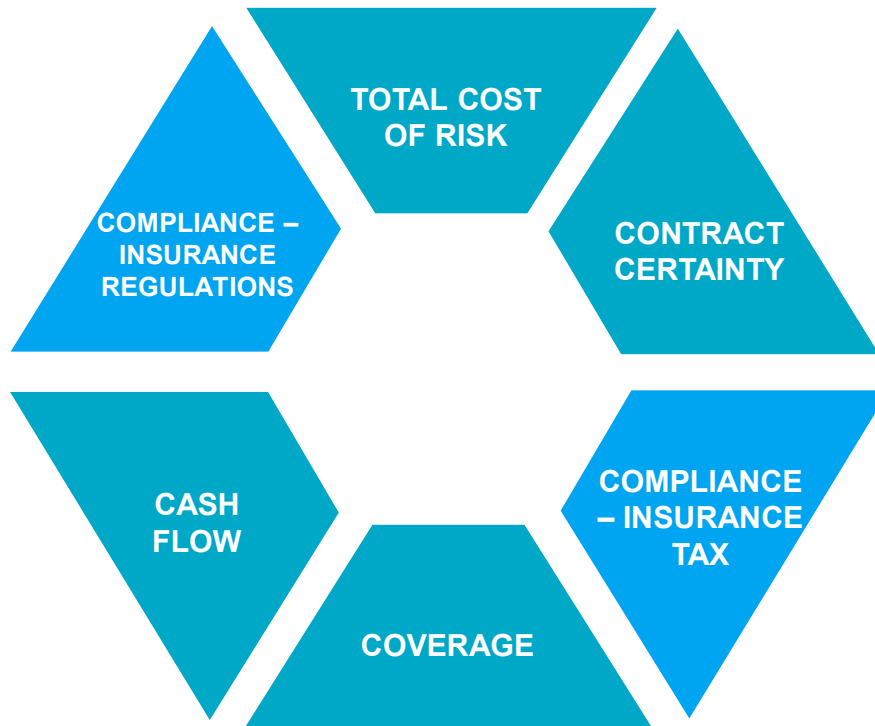 TOTAL COST
OF RISK
CONTRACT
CERTAINTY
COMPLIANCE
– INSURANCE
TAX
COVERAGE
CASH
FLOW
COMPLIANCE –
INSURANCE
REGULATIONS